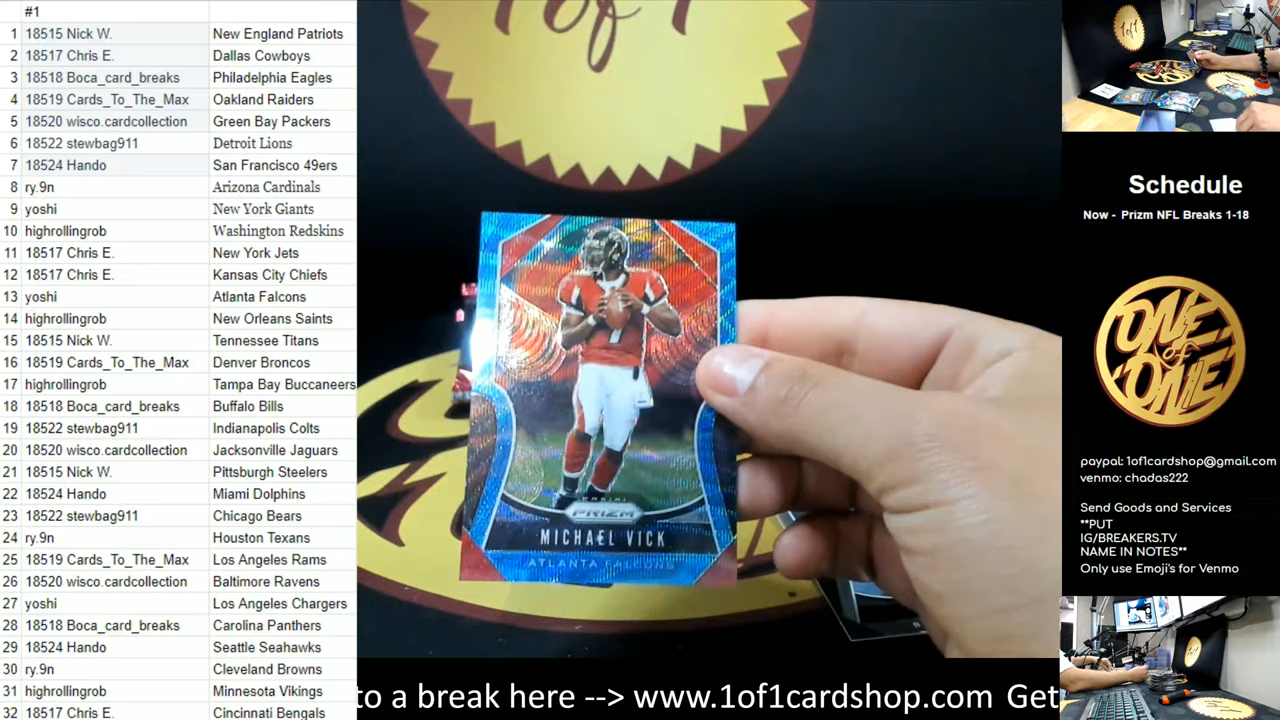 #1
1 18515 Nick W. New England Patriots
2 18517 Chris E. Dallas Cowboys
3 18518 Boca_card_breaks Philadelphia Eagles
4 18519 Cards_To_The_Max Oakland Raiders
5 18520 wisco.cardcollection Green Bay Packers
6 18522 stewbag911 Detroit Lions
7 18524 Hando San Francisco 49ers
8 ry.9n Arizona Cardinals
9 yoshi New York Giants
10 highrollingrob Washington Redskins
11 18517 Chris E. New York Jets
12 18517 Chris E. Kansas City Chiefs
13 yoshi Atlanta Falcons
14 highrollingrob New Orleans Saints
15 18515 Nick W. Tennessee Titans
16 18519 Cards_To_The_Max Denver Broncos
17 highrollingrob Tampa Bay Buccaneers
18 18518 Boca_card_breaks Buffalo Bills
19 18522 stewbag911 Indianapolis Colts
20 18520 wisco.cardcollection Jacksonville Jaguars
21 18515 Nick W. Pittsburgh Steelers
22 18524 Hando Miami Dolphins
23 18522 stewbag911 Chicago Bears
24 ry.9n Houston Texans
25 18519 Cards_To_The_Max Los Angeles Rams
26 18520 wisco.cardcollection Baltimore Ravens
27 yoshi Los Angeles Chargers
28 18518 Boca_card_breaks Carolina Panthers
29 18524 Hando Seattle Seahawks
30 ry.9n Cleveland Browns
31 highrollingrob Minnesota Vikings
32 18517 Chris E. Cincinnati Bengals
1of1
7
PANINI
PRIZM
MICHAEL VICK
ATLANTA FALCONS
to a break here --> www.1of1cardshop.com Get
1of1
Schedule
Now - Prizm NFL Breaks 1-18
ONE
of
ONE
paypal: 1of1cardshop@gmail.com
venmo: chadas222
Send Goods and Services
**PUT
IG/BREAKERS.TV
NAME IN NOTES**
Only use Emoji's for Venmo